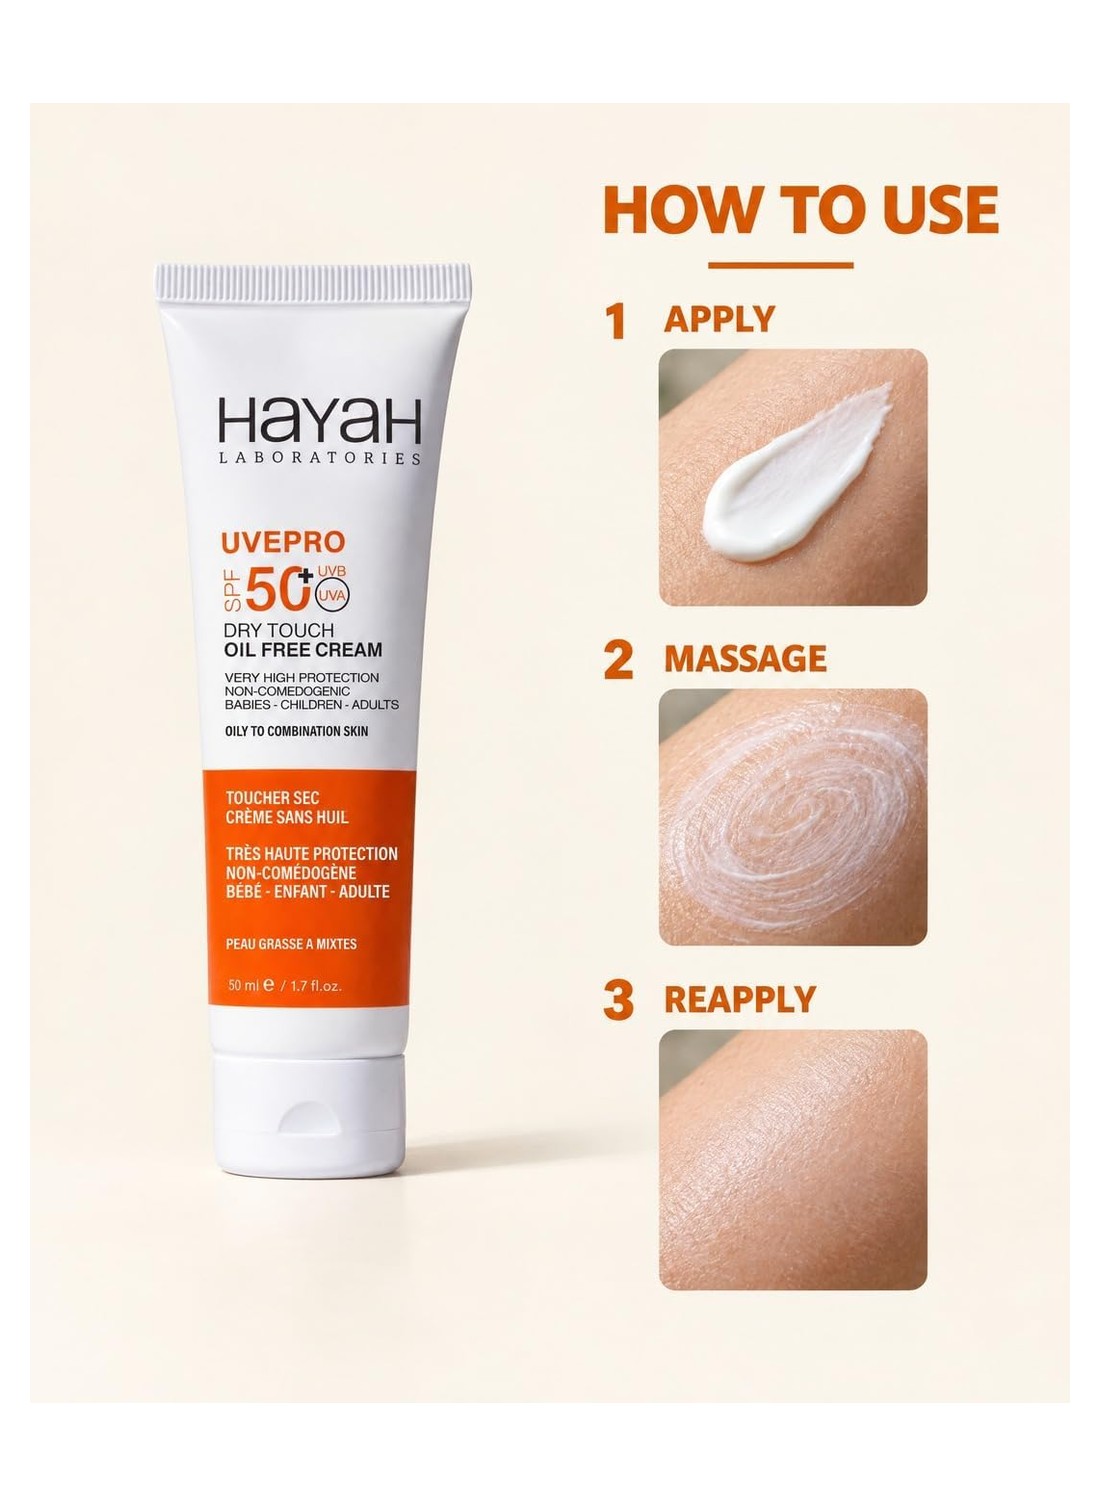 HAYAH
LABORATORIES
UVEPRO
SPF 50+ UVB UVA
DRY TOUCH
OIL FREE CREAM
VERY HIGH PROTECTION
NON-COMEDOGENIC
BABIES - CHILDREN - ADULTS
OILY TO COMBINATION SKIN
TOUCHER SEC
CRÈME SANS HUIL
TRÈS HAUTE PROTECTION
NON-COMÉDOGÈNE
BÉBÉ - ENFANT - ADULTE
PEAU GRASSE A MIXTES
50 ml e / 1.7 fl.oz.
HOW TO USE
1 APPLY
2 MASSAGE
3 REAPPLY